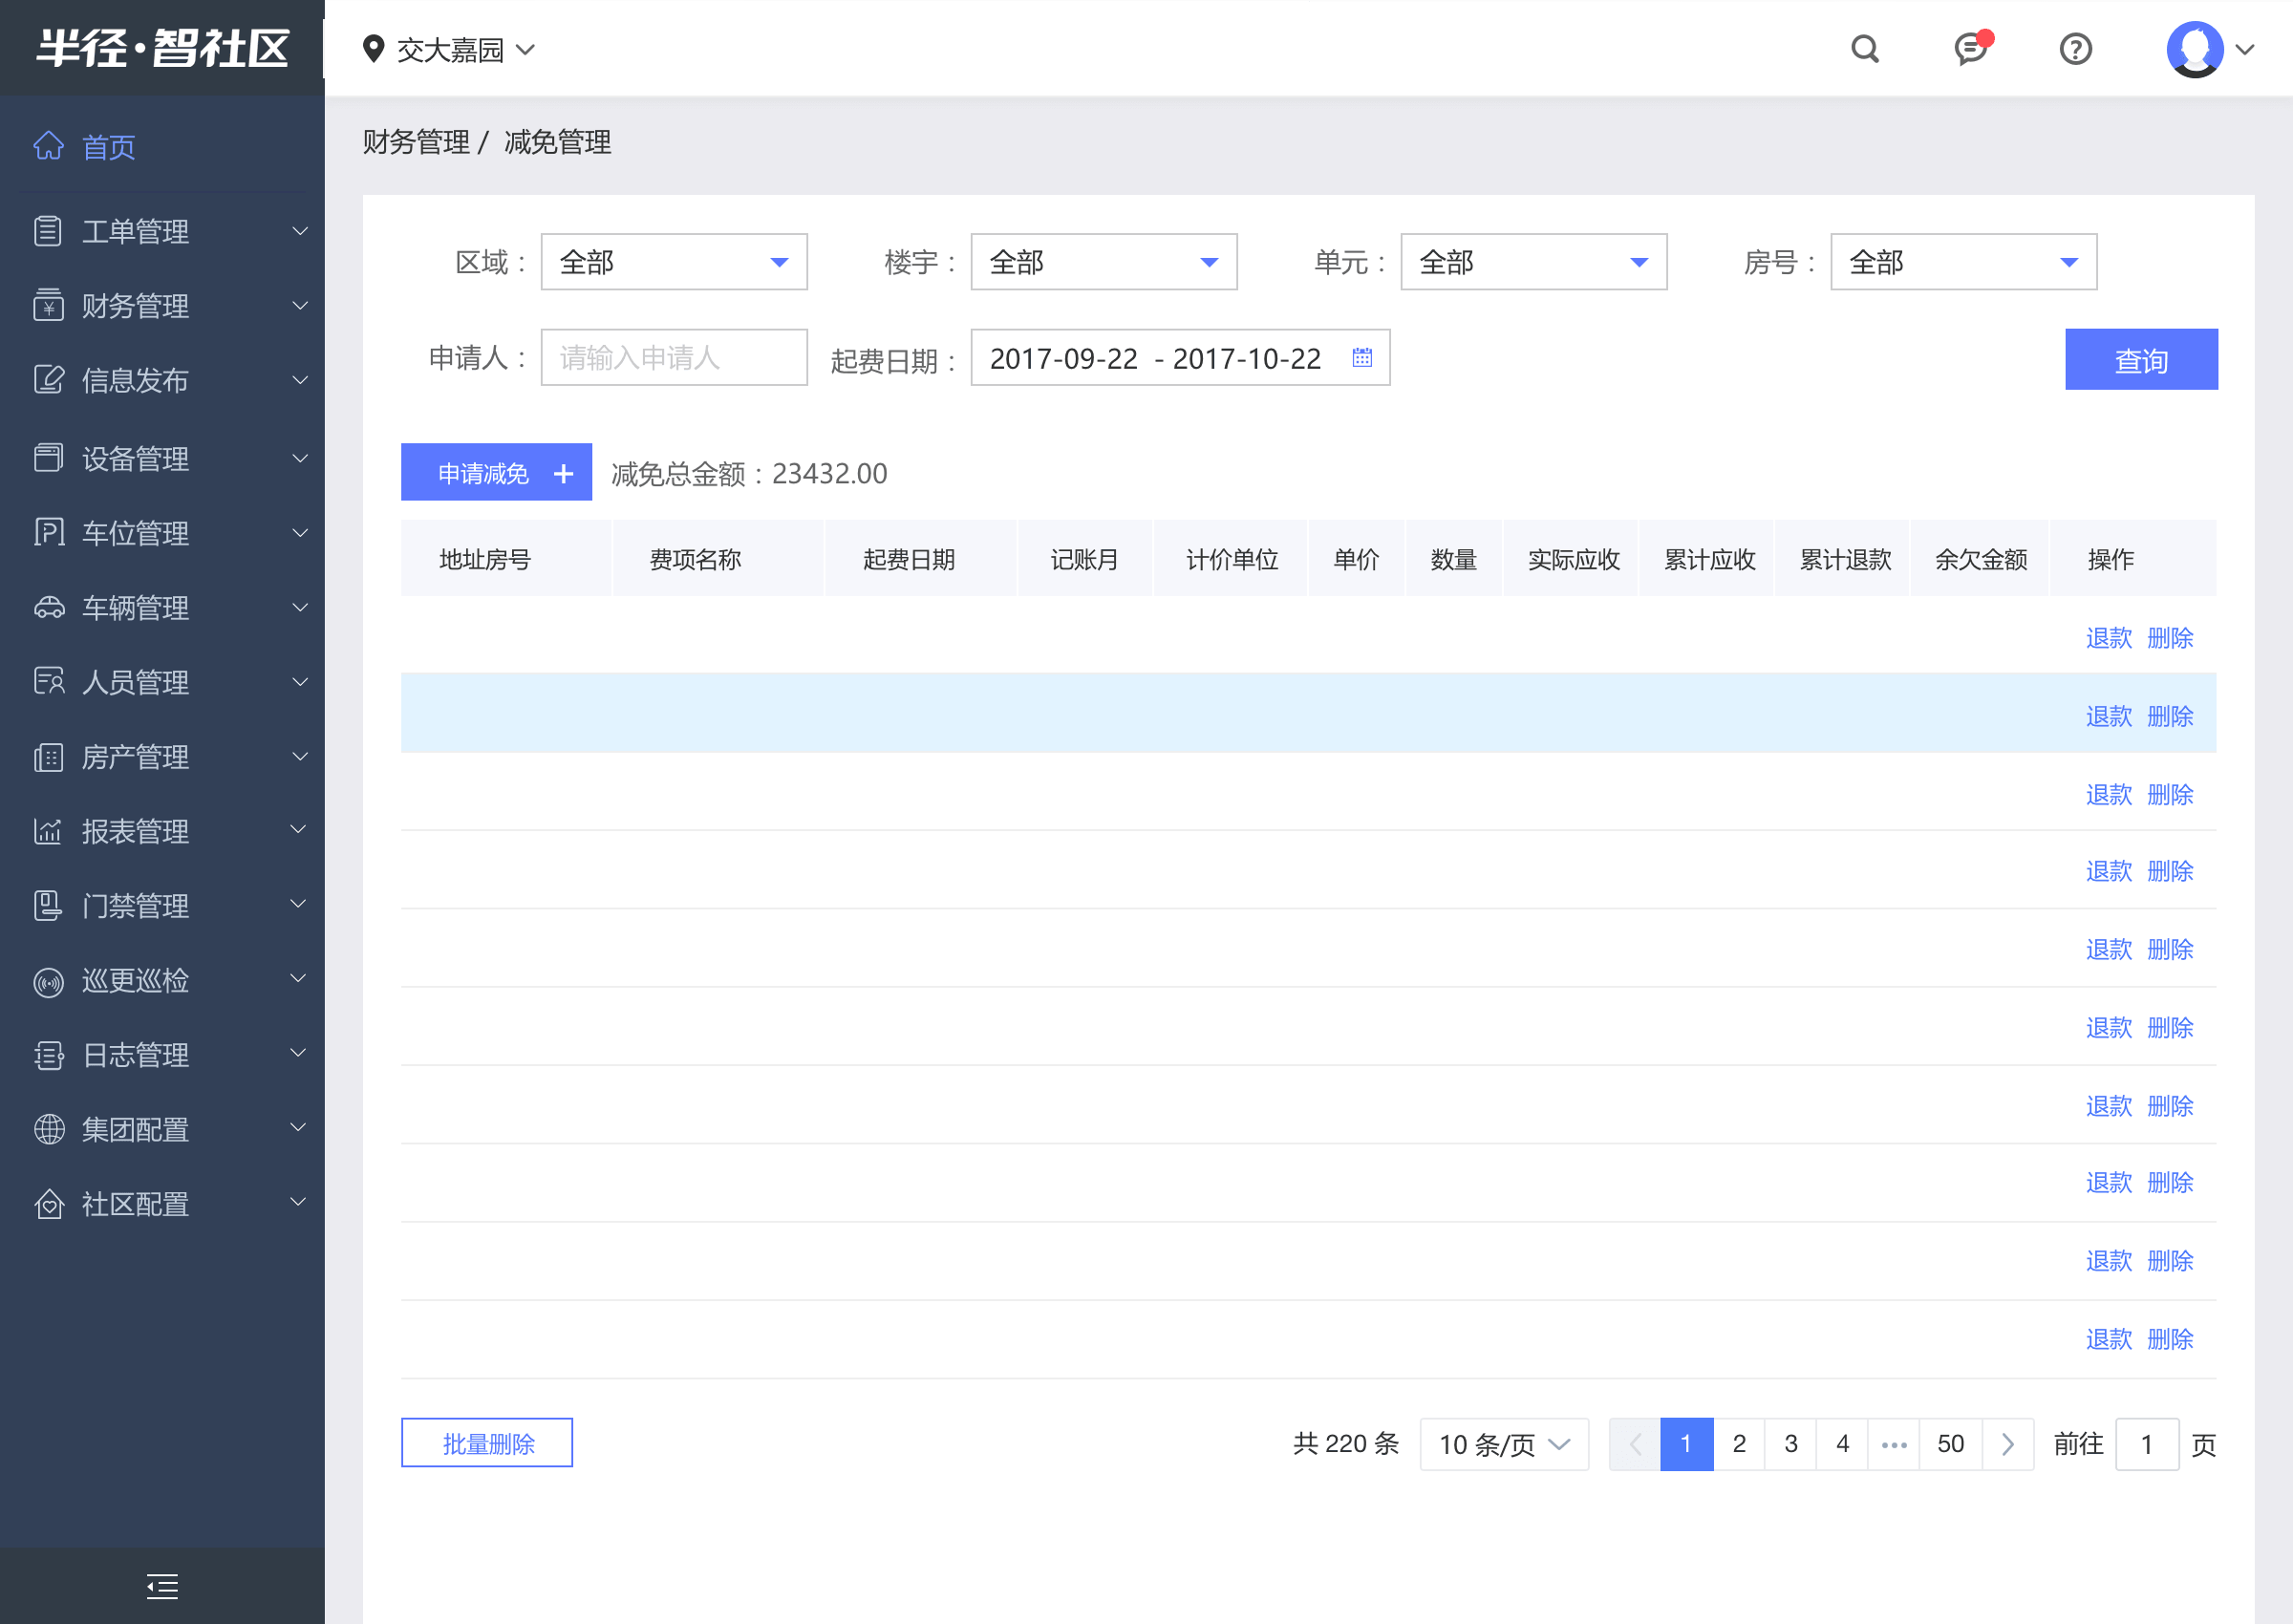 半径·智社区
交大嘉园
首页
工单管理
财务管理
信息发布
设备管理
车位管理
车辆管理
人员管理
房产管理
报表管理
门禁管理
巡更巡检
日志管理
集团配置
社区配置
财务管理 / 减免管理
区域： 全部 楼宇： 全部 单元： 全部 房号： 全部
申请人： 请输入申请人 起费日期： 2017-09-22 - 2017-10-22 查询
申请减免 + 减免总金额：23432.00
地址房号 费项名称 起费日期 记账月 计价单位 单价 数量 实际应收 累计应收 累计退款 余欠金额 操作
退款 删除
退款 删除
退款 删除
退款 删除
退款 删除
退款 删除
退款 删除
退款 删除
退款 删除
退款 删除
批量删除 共 220 条 10 条/页 1 2 3 4 ••• 50 前往 1 页